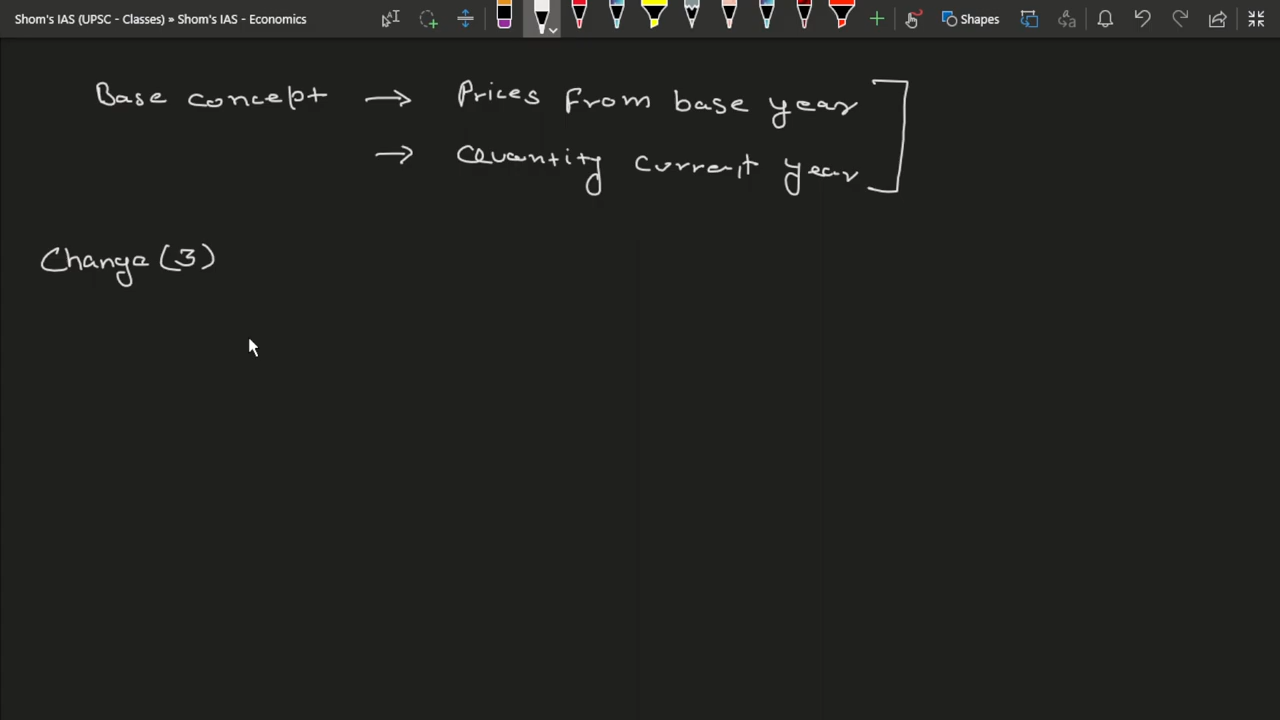 Shom's IAS (UPSC - Classes) » Shom's IAS - Economics
Shapes
Base concept → Prices from base year
→ Quantity current year
Change (3)